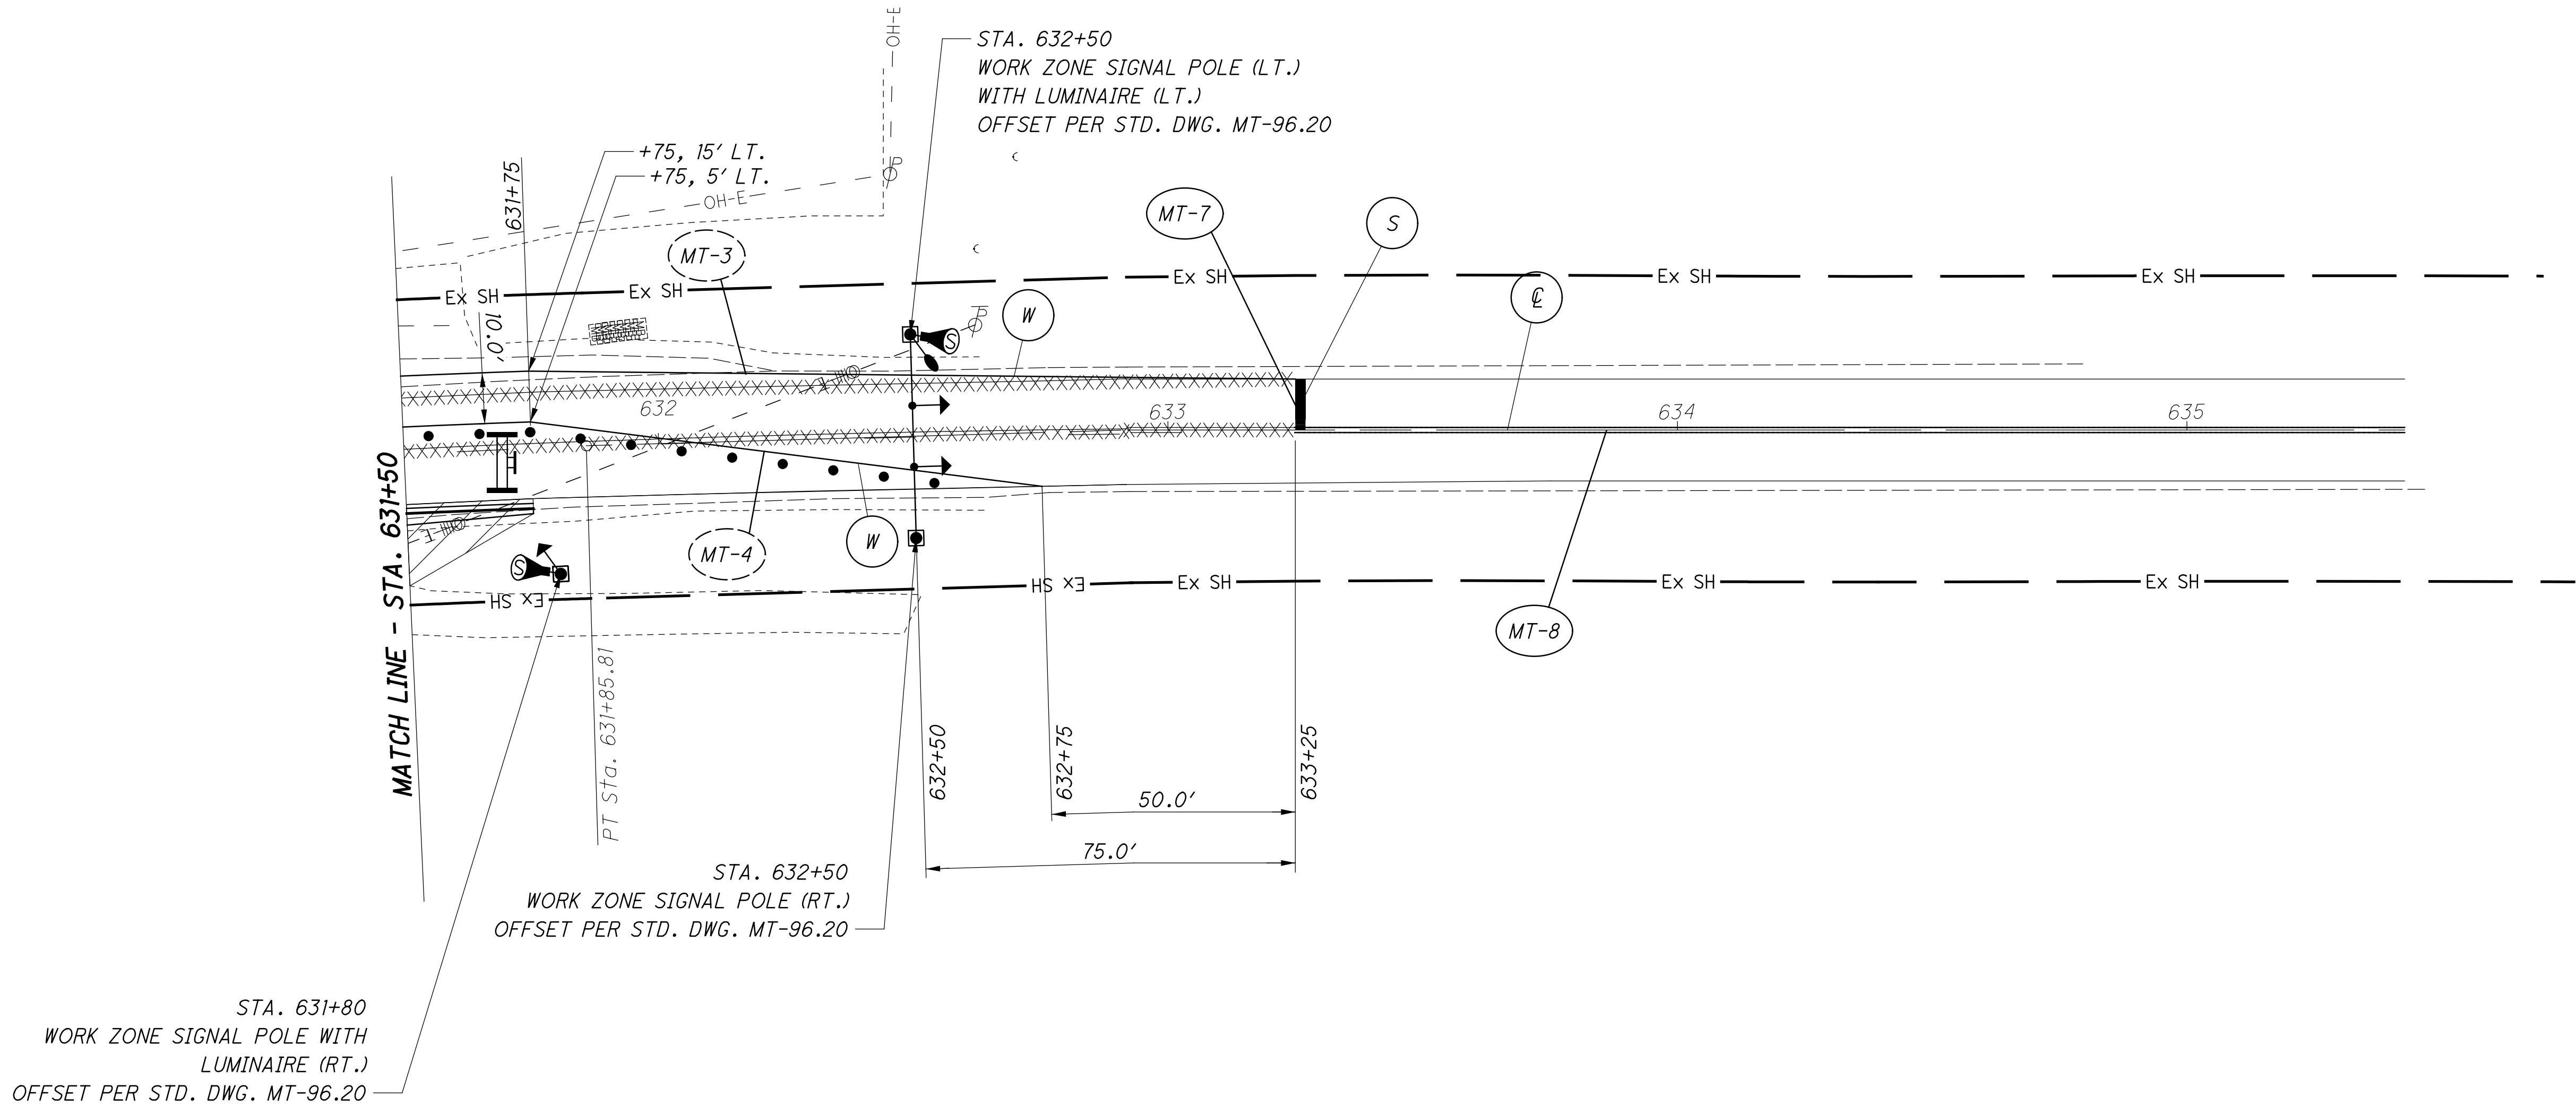 OH-E
STA. 632+50
WORK ZONE SIGNAL POLE (LT.)
WITH LUMINAIRE (LT.)
OFFSET PER STD. DWG. MT-96.20
+75, 15' LT.
+75, 5' LT.
631+75
OH-E
P
MT-7
S
MT-3
Ex SH
Ex SH
Ex SH
Ex SH
Ex SH
℄
10.0'
P
W
S
OH-E
632
633
634
635
MATCH LINE - STA. 631+50
OH-E
S
MT-4
W
Ex SH
Ex SH
Ex SH
Ex SH
Ex SH
MT-8
PT Sta. 631+85.81
632+50
632+75
633+25
50.0'
75.0'
STA. 632+50
WORK ZONE SIGNAL POLE (RT.)
OFFSET PER STD. DWG. MT-96.20
STA. 631+80
WORK ZONE SIGNAL POLE WITH
LUMINAIRE (RT.)
OFFSET PER STD. DWG. MT-96.20